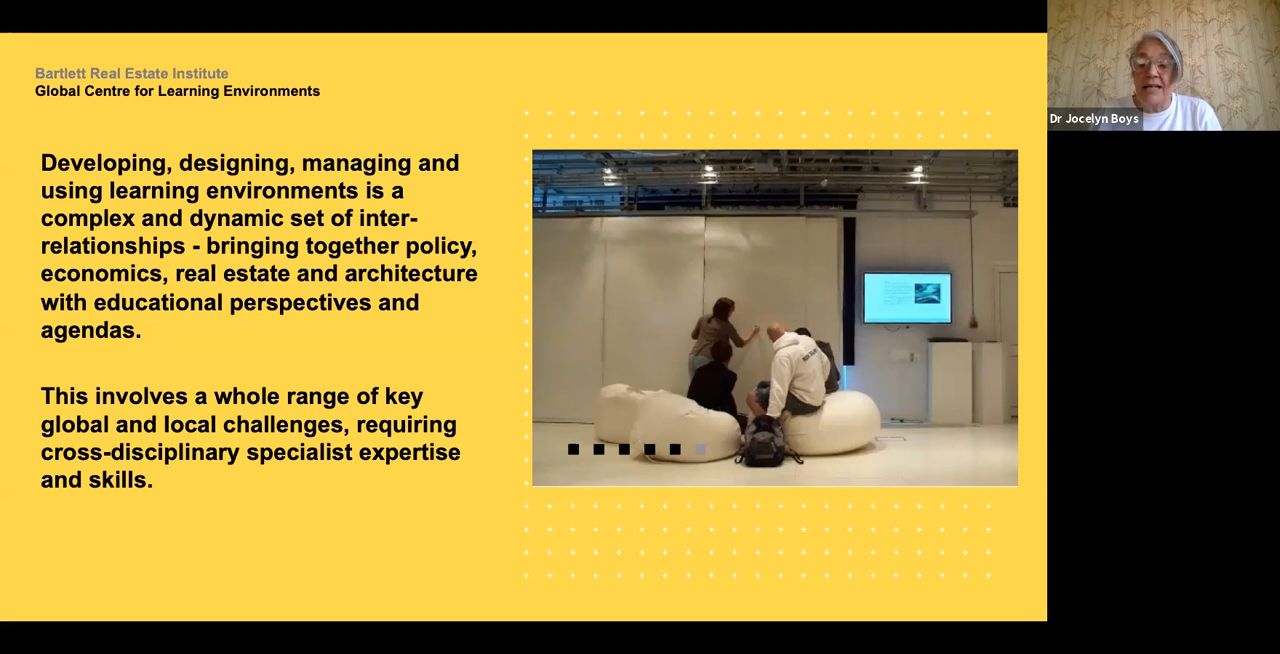 Bartlett Real Estate Institute
Global Centre for Learning Environments
Developing, designing, managing and
using learning environments is a
complex and dynamic set of inter-
relationships - bringing together policy,
economics, real estate and architecture
with educational perspectives and
agendas.
This involves a whole range of key
global and local challenges, requiring
cross-disciplinary specialist expertise
and skills.
Dr Jocelyn Boys